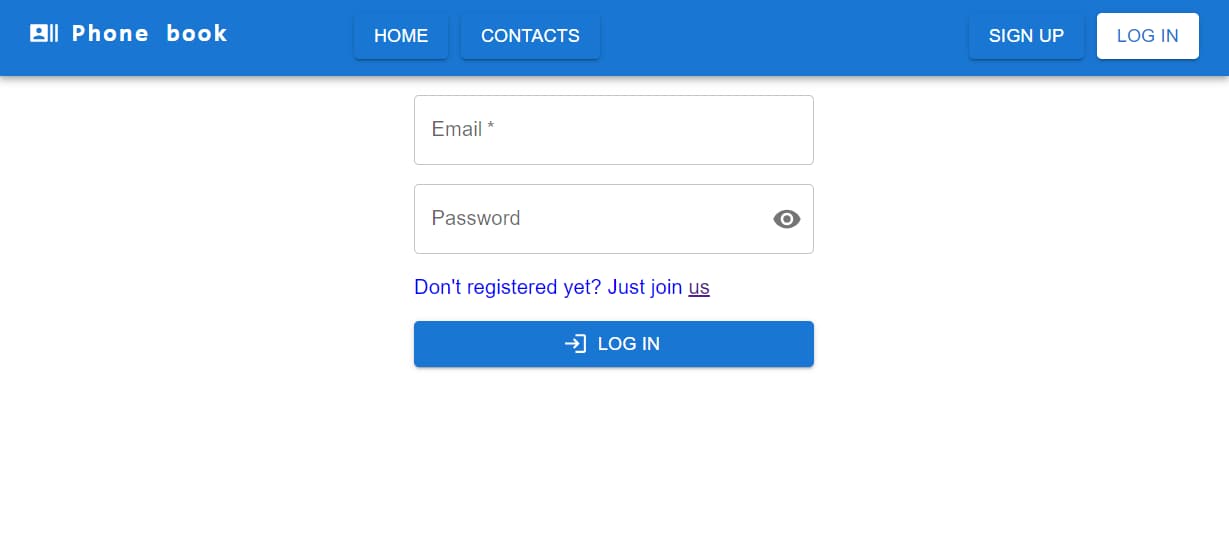 Phone book HOME CONTACTS SIGN UP LOG IN
Email *
Password
Don't registered yet? Just join us
LOG IN